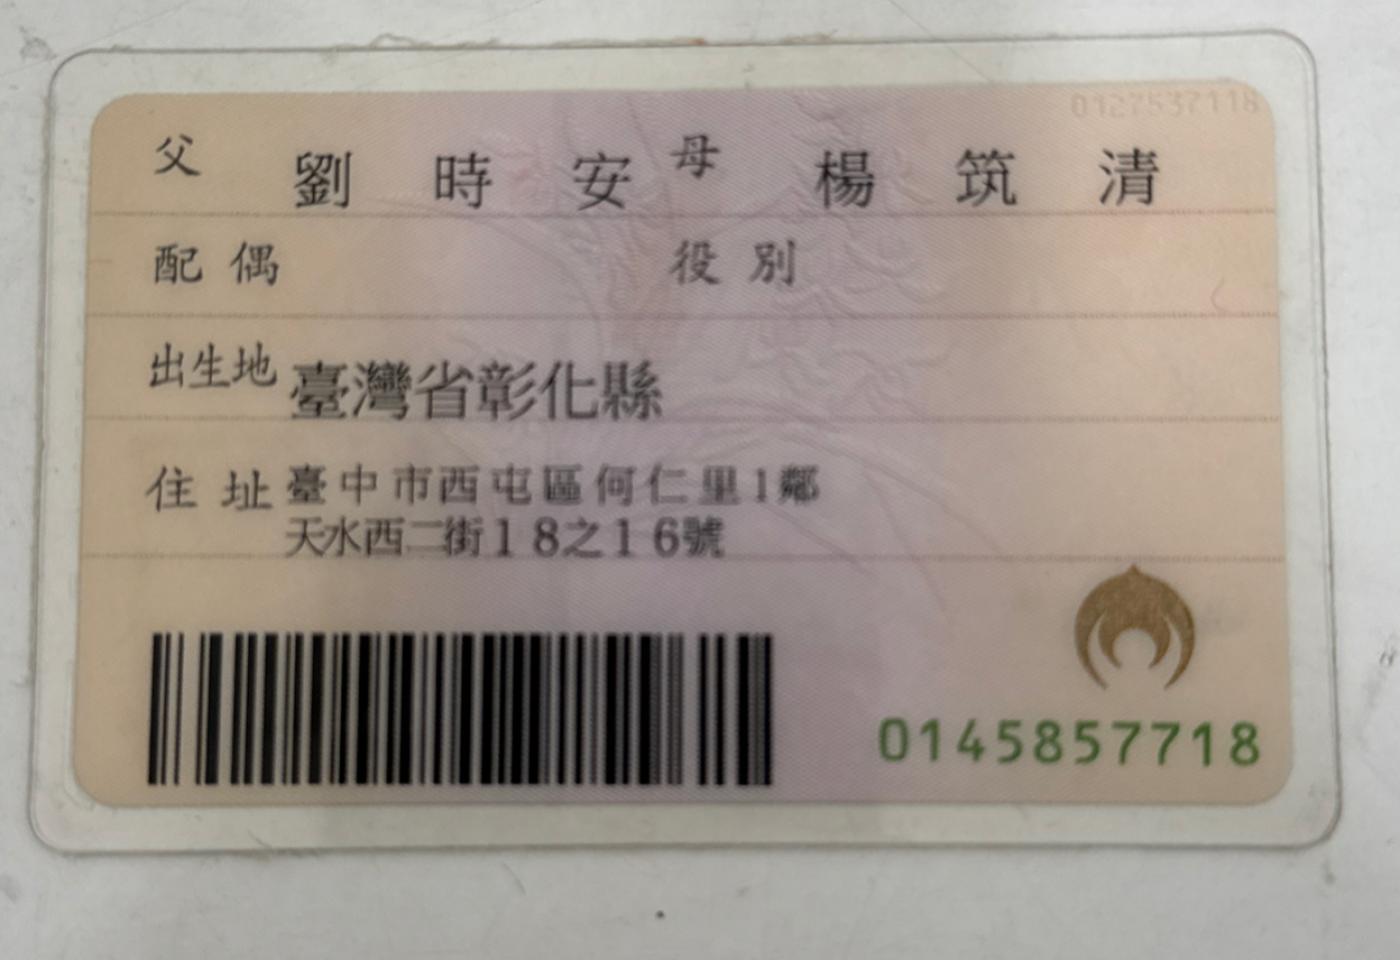 0127537118
父 劉時安 母 楊筑清
配偶 役別
出生地 臺灣省彰化縣
住址 臺中市西屯區何仁里1鄰
天水西二街18之16號
0145857718